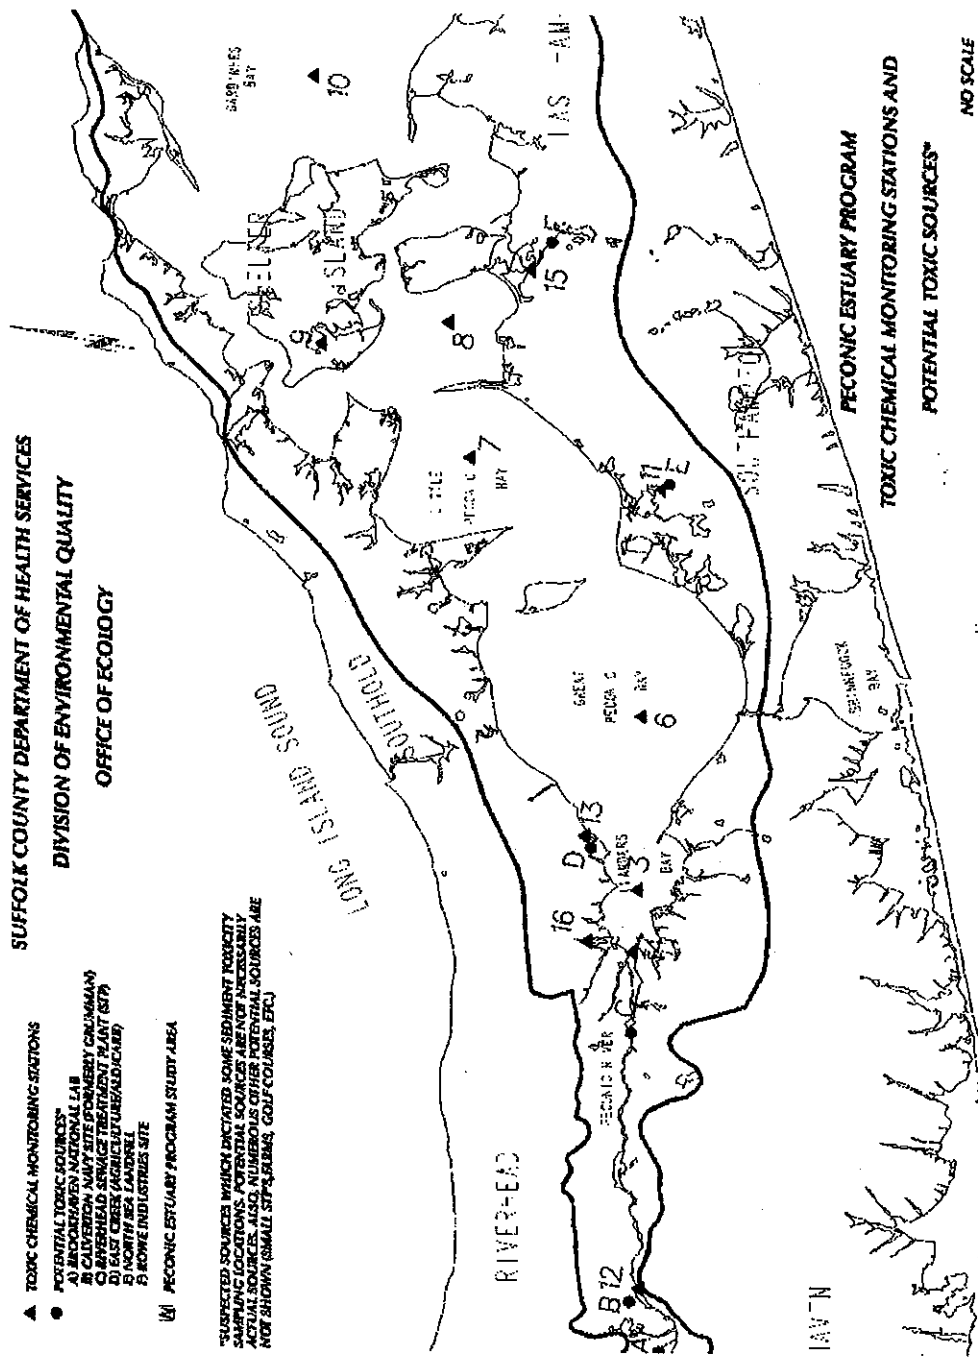 SUFFOLK COUNTY DEPARTMENT OF HEALTH SERVICES
DIVISION OF ENVIRONMENTAL QUALITY
OFFICE OF ECOLOGY
TOXIC CHEMICAL MONITORING STATIONS
POTENTIAL TOXIC SOURCES*
A) BROOKHAVEN NATIONAL LAB
B) CALVERTON NAVY SITE (FORMERLY GRUMMAN)
C) RIVERHEAD SEWAGE TREATMENT PLANT (STP)
D) EAST CREEK (AGRICULTURE/ALDICARB)
E) NORTH SEA LANDFILL
F) ROWE INDUSTRIES SITE
PECONIC ESTUARY PROGRAM STUDY AREA
*SUSPECTED SOURCES WHICH DICTATED SOME SEDIMENT TOXICITY
SAMPLING LOCATIONS. POTENTIAL SOURCES ARE NOT NECESSARILY
ACTUAL SOURCES. ALSO, NUMEROUS OTHER POTENTIAL SOURCES ARE
NOT SHOWN (SMALL STP'S, FARMS, GOLF COURSES, ETC.)
LONG ISLAND SOUND
SOUTHOLD
RIVERHEAD
SHELTER
ISLAND
BAY
10
9
8
7
PECONIC
BAY
15
F
11
E
GREAT
PECONIC
BAY
6
13
D
3
BAY
16
C
B
12
A
SHINNECOCK
BAY
PECONIC ESTUARY PROGRAM
TOXIC CHEMICAL MONITORING STATIONS AND
POTENTIAL TOXIC SOURCES*
NO SCALE